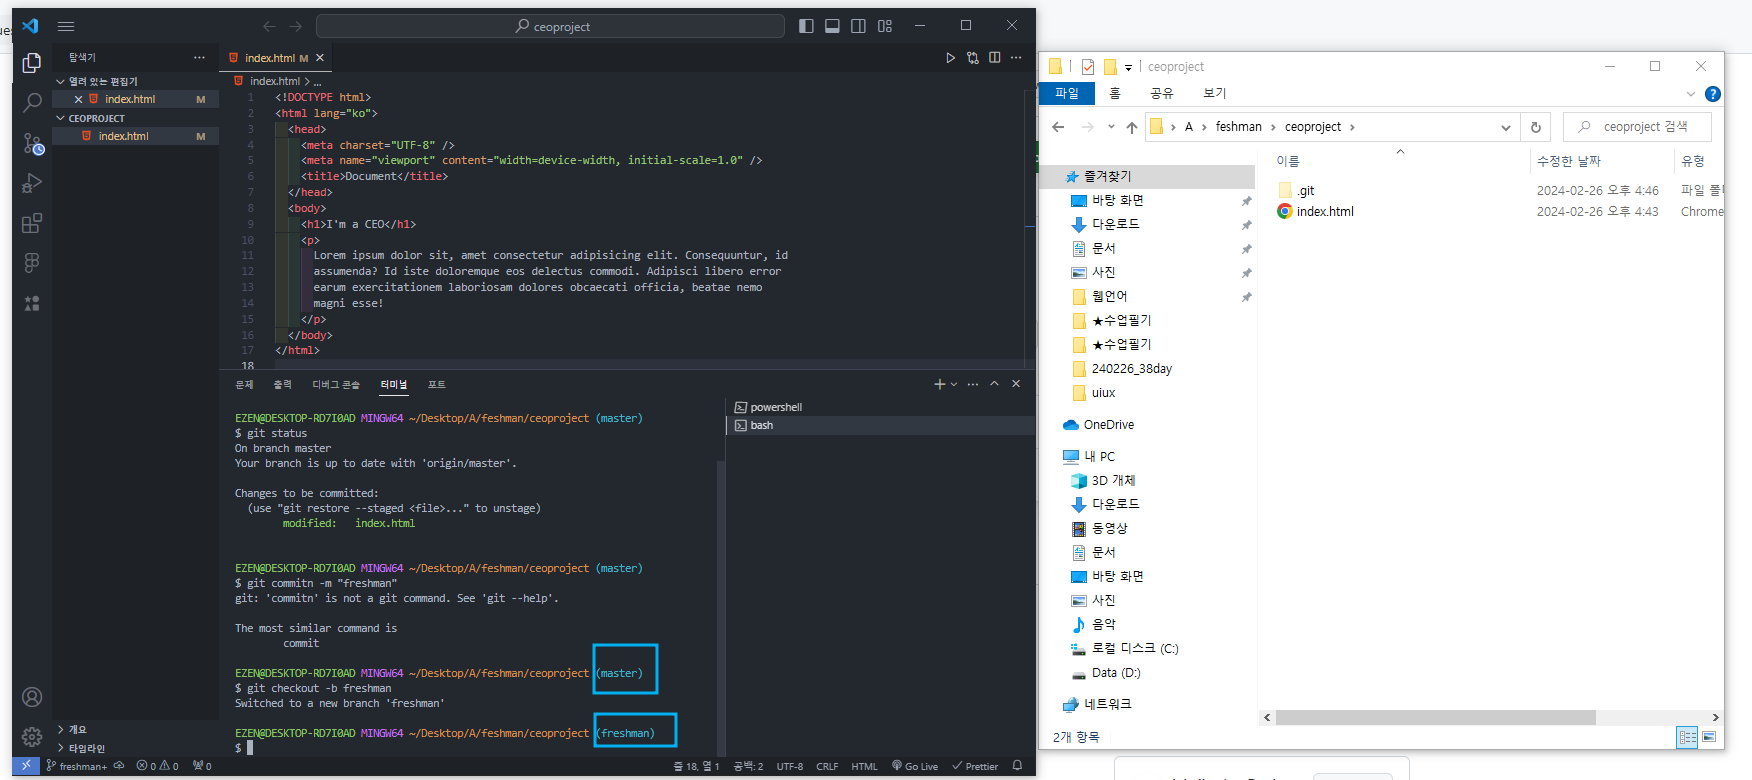 ues
ceoproject
탐색기
열려 있는 편집기
index.html M
CEOPROJECT
index.html M
개요
타임라인
index.html M
index.html > ...
1 <!DOCTYPE html>
2 <html lang="ko">
3 <head>
4 <meta charset="UTF-8" />
5 <meta name="viewport" content="width=device-width, initial-scale=1.0" />
6 <title>Document</title>
7 </head>
8 <body>
9 <h1>I'm a CEO</h1>
10 <p>
11 Lorem ipsum dolor sit, amet consectetur adipisicing elit. Consequuntur, id
12 assumenda? Id iste doloremque eos delectus commodi. Adipisci libero error
13 earum exercitationem laboriosam dolores obcaecati officia, beatae nemo
14 magni esse!
15 </p>
16 </body>
17 </html>
18
문제 출력 디버그 콘솔 터미널 포트
EZEN@DESKTOP-RD7I0AD MINGW64 ~/Desktop/A/feshman/ceoproject (master)
$ git status
On branch master
Your branch is up to date with 'origin/master'.
Changes to be committed:
(use "git restore --staged <file>..." to unstage)
modified: index.html
EZEN@DESKTOP-RD7I0AD MINGW64 ~/Desktop/A/feshman/ceoproject (master)
$ git commitn -m "freshman"
git: 'commitn' is not a git command. See 'git --help'.
The most similar command is
commit
EZEN@DESKTOP-RD7I0AD MINGW64 ~/Desktop/A/feshman/ceoproject (master)
$ git checkout -b freshman
Switched to a new branch 'freshman'
EZEN@DESKTOP-RD7I0AD MINGW64 ~/Desktop/A/feshman/ceoproject (freshman)
$
powershell
bash
freshman+ 0 0 0
줄 18, 열 1 공백: 2 UTF-8 CRLF HTML Go Live Prettier
ceoproject
파일 홈 공유 보기
A > feshman > ceoproject >
ceoproject 검색
이름 수정한 날짜 유형
.git 2024-02-26 오후 4:46 파일 폴
index.html 2024-02-26 오후 4:43 Chrome
즐겨찾기
바탕 화면
다운로드
문서
사진
웹언어
★수업필기
★수업필기
240226_38day
uiux
OneDrive
내 PC
3D 개체
다운로드
동영상
문서
바탕 화면
사진
음악
로컬 디스크 (C:)
Data (D:)
네트워크
2개 항목